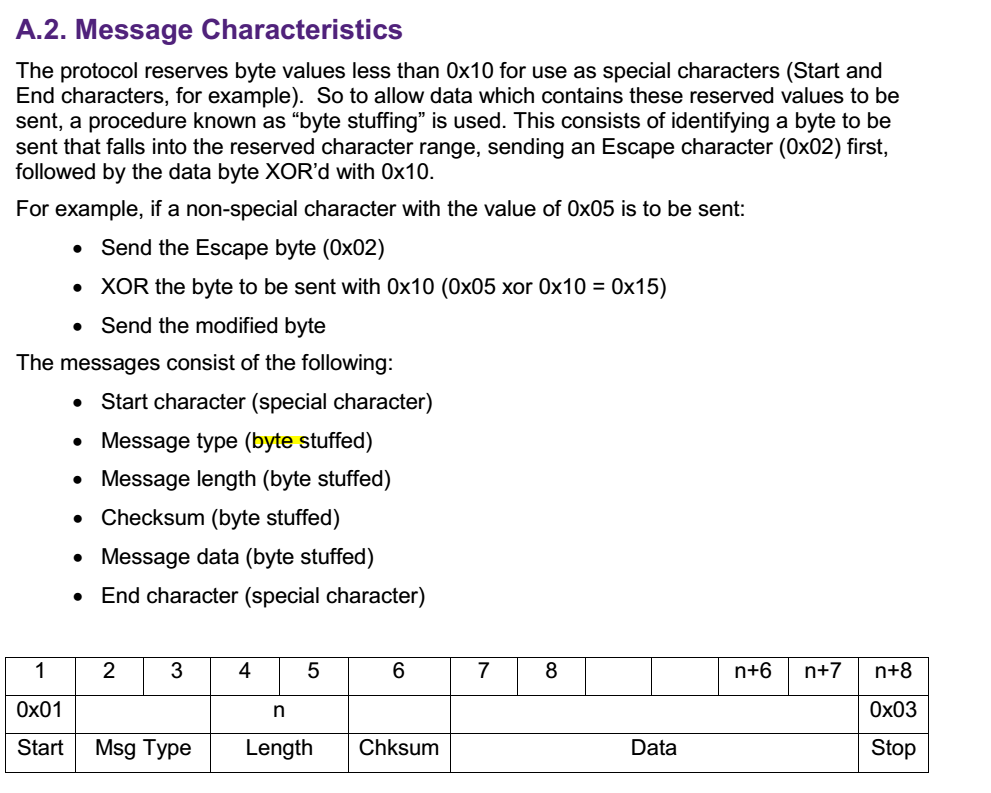 A.2. Message Characteristics
The protocol reserves byte values less than 0x10 for use as special characters (Start and
End characters, for example).  So to allow data which contains these reserved values to be
sent, a procedure known as “byte stuffing” is used. This consists of identifying a byte to be
sent that falls into the reserved character range, sending an Escape character (0x02) first,
followed by the data byte XOR’d with 0x10.
For example, if a non-special character with the value of 0x05 is to be sent:
• Send the Escape byte (0x02)
• XOR the byte to be sent with 0x10 (0x05 xor 0x10 = 0x15)
• Send the modified byte
The messages consist of the following:
• Start character (special character)
• Message type (byte stuffed)
• Message length (byte stuffed)
• Checksum (byte stuffed)
• Message data (byte stuffed)
• End character (special character)
1 2 3 4 5 6 7 8 n+6 n+7 n+8
0x01 n 0x03
Start Msg Type Length Chksum Data Stop